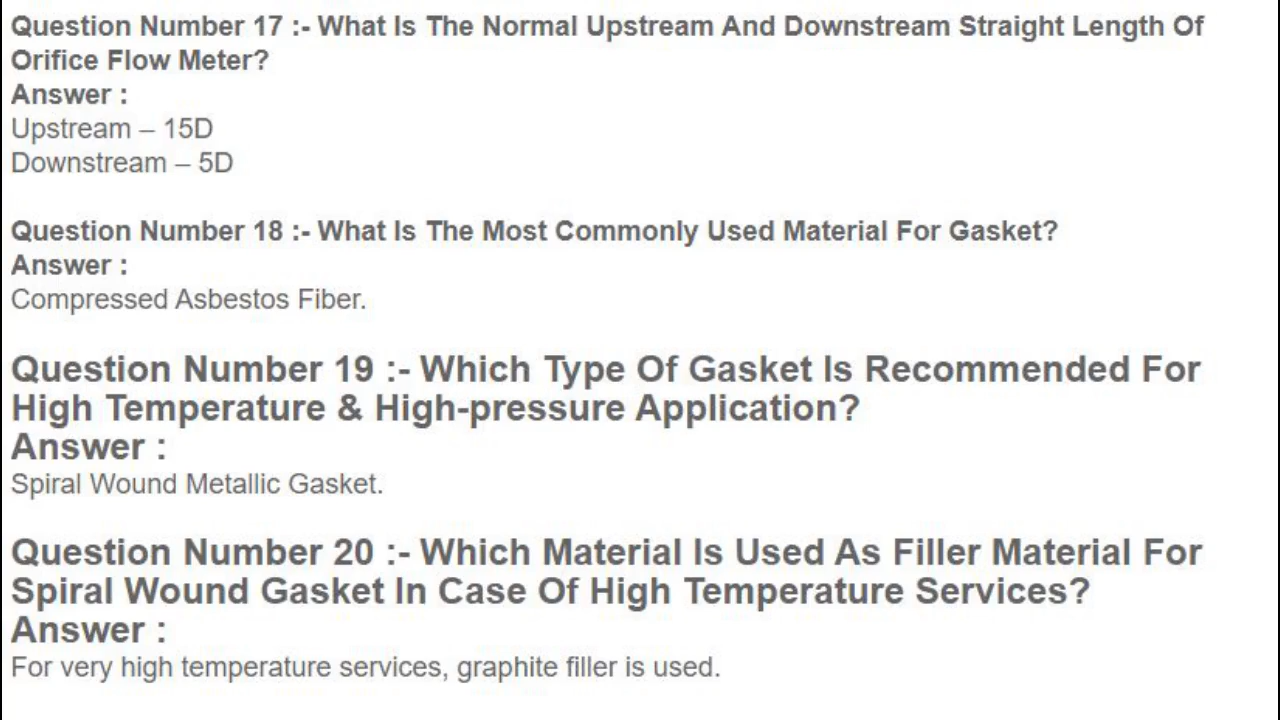 Question Number 17 :- What Is The Normal Upstream And Downstream Straight Length Of
Orifice Flow Meter?
Answer :
Upstream – 15D
Downstream – 5D
Question Number 18 :- What Is The Most Commonly Used Material For Gasket?
Answer :
Compressed Asbestos Fiber.
Question Number 19 :- Which Type Of Gasket Is Recommended For
High Temperature & High-pressure Application?
Answer :
Spiral Wound Metallic Gasket.
Question Number 20 :- Which Material Is Used As Filler Material For
Spiral Wound Gasket In Case Of High Temperature Services?
Answer :
For very high temperature services, graphite filler is used.